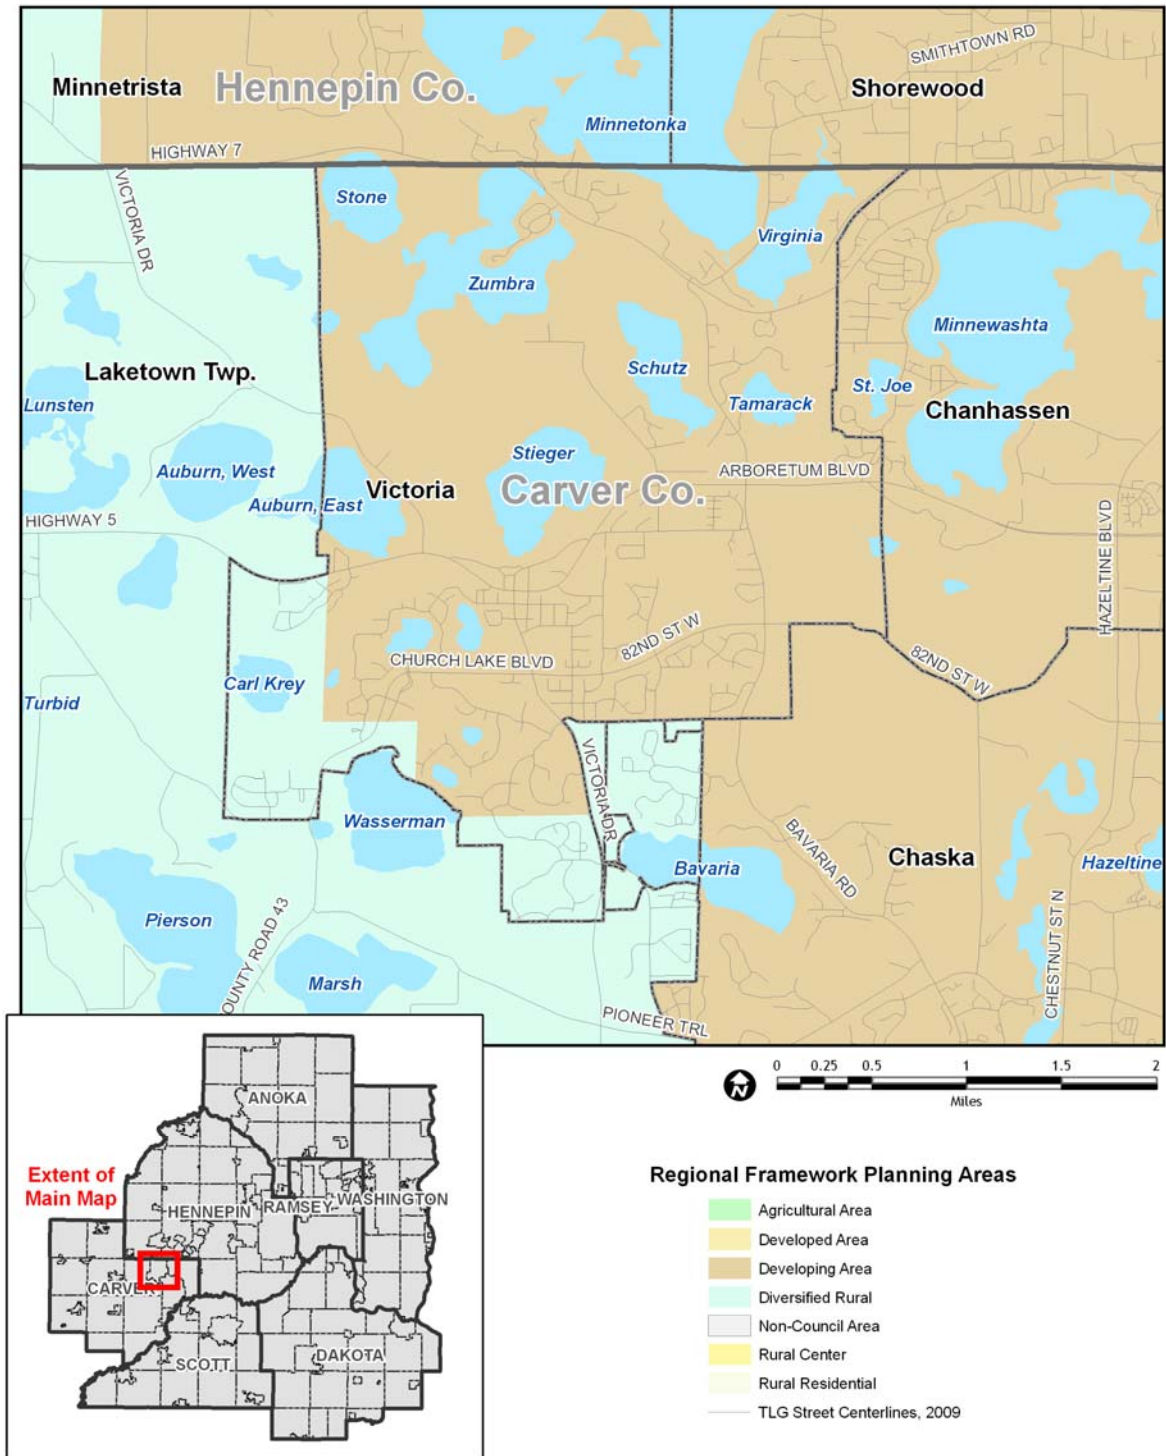 SMITHTOWN RD
Minnetrista
Hennepin Co.
Shorewood
Minnetonka
HIGHWAY 7
VICTORIA DR
Stone
Virginia
Zumbra
Minnewashta
Laketown Twp.
Schutz
St. Joe
Lunsten
Tamarack
Chanhassen
Stieger
Auburn, West
ARBORETUM BLVD
Victoria
Carver Co.
Auburn, East
HIGHWAY 5
HAZELTINE BLVD
82ND ST W
CHURCH LAKE BLVD
82ND ST W
Carl Krey
Turbid
VICTORIA DR
Wasserman
BAVARIA RD
Chaska
Bavaria
Hazeltine
Pierson
CHESTNUT ST N
OUNTY ROAD 43
Marsh
PIONEER TRL
ANOKA
Extent of
Main Map
HENNEPIN
RAMSEY
WASHINGTON
CARVER
SCOTT
DAKOTA
N
0 0.25 0.5 1 1.5 2
Miles
Regional Framework Planning Areas
Agricultural Area
Developed Area
Developing Area
Diversified Rural
Non-Council Area
Rural Center
Rural Residential
TLG Street Centerlines, 2009